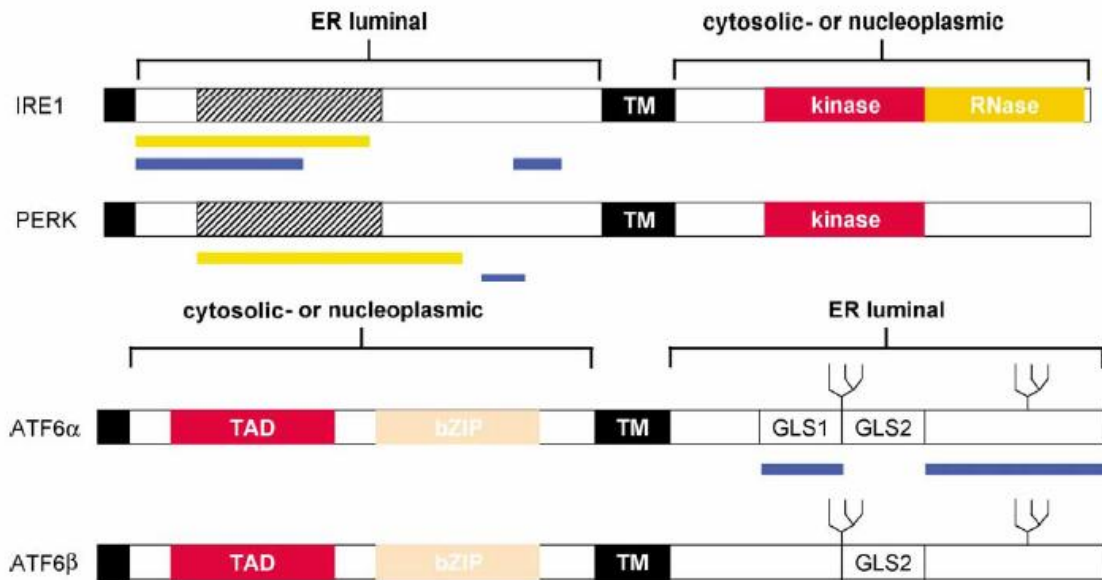 ER luminal cytosolic- or nucleoplasmic
IRE1 TM kinase RNase
PERK TM kinase
cytosolic- or nucleoplasmic ER luminal
ATF6α TAD bZIP TM GLS1 GLS2
ATF6β TAD bZIP TM GLS2